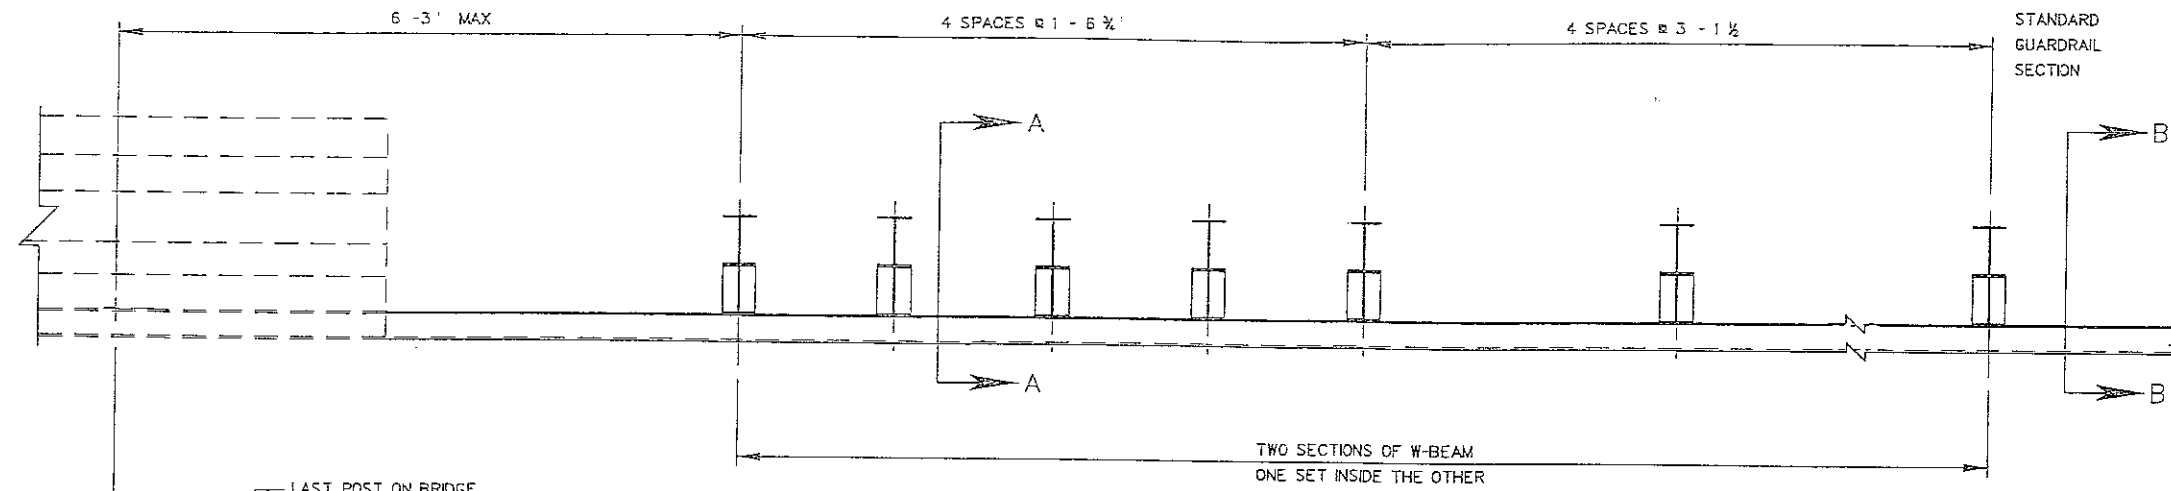 6 -3' MAX
4 SPACES @ 1 - 6 ¾'
4 SPACES @ 3 - 1 ½
STANDARD
GUARDRAIL
SECTION
A
B
A
B
TWO SECTIONS OF W-BEAM
ONE SET INSIDE THE OTHER
LAST POST ON BRIDGE